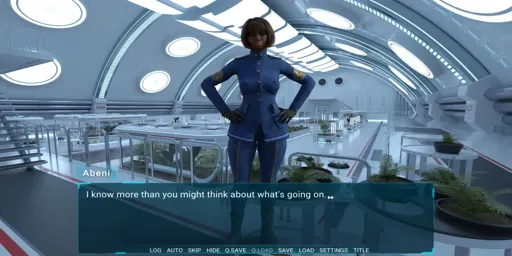 Abeni
I know more than you might think about what's going on.
LOG AUTO SKIP HIDE Q.SAVE Q.LOAD SAVE LOAD SETTINGS TITLE